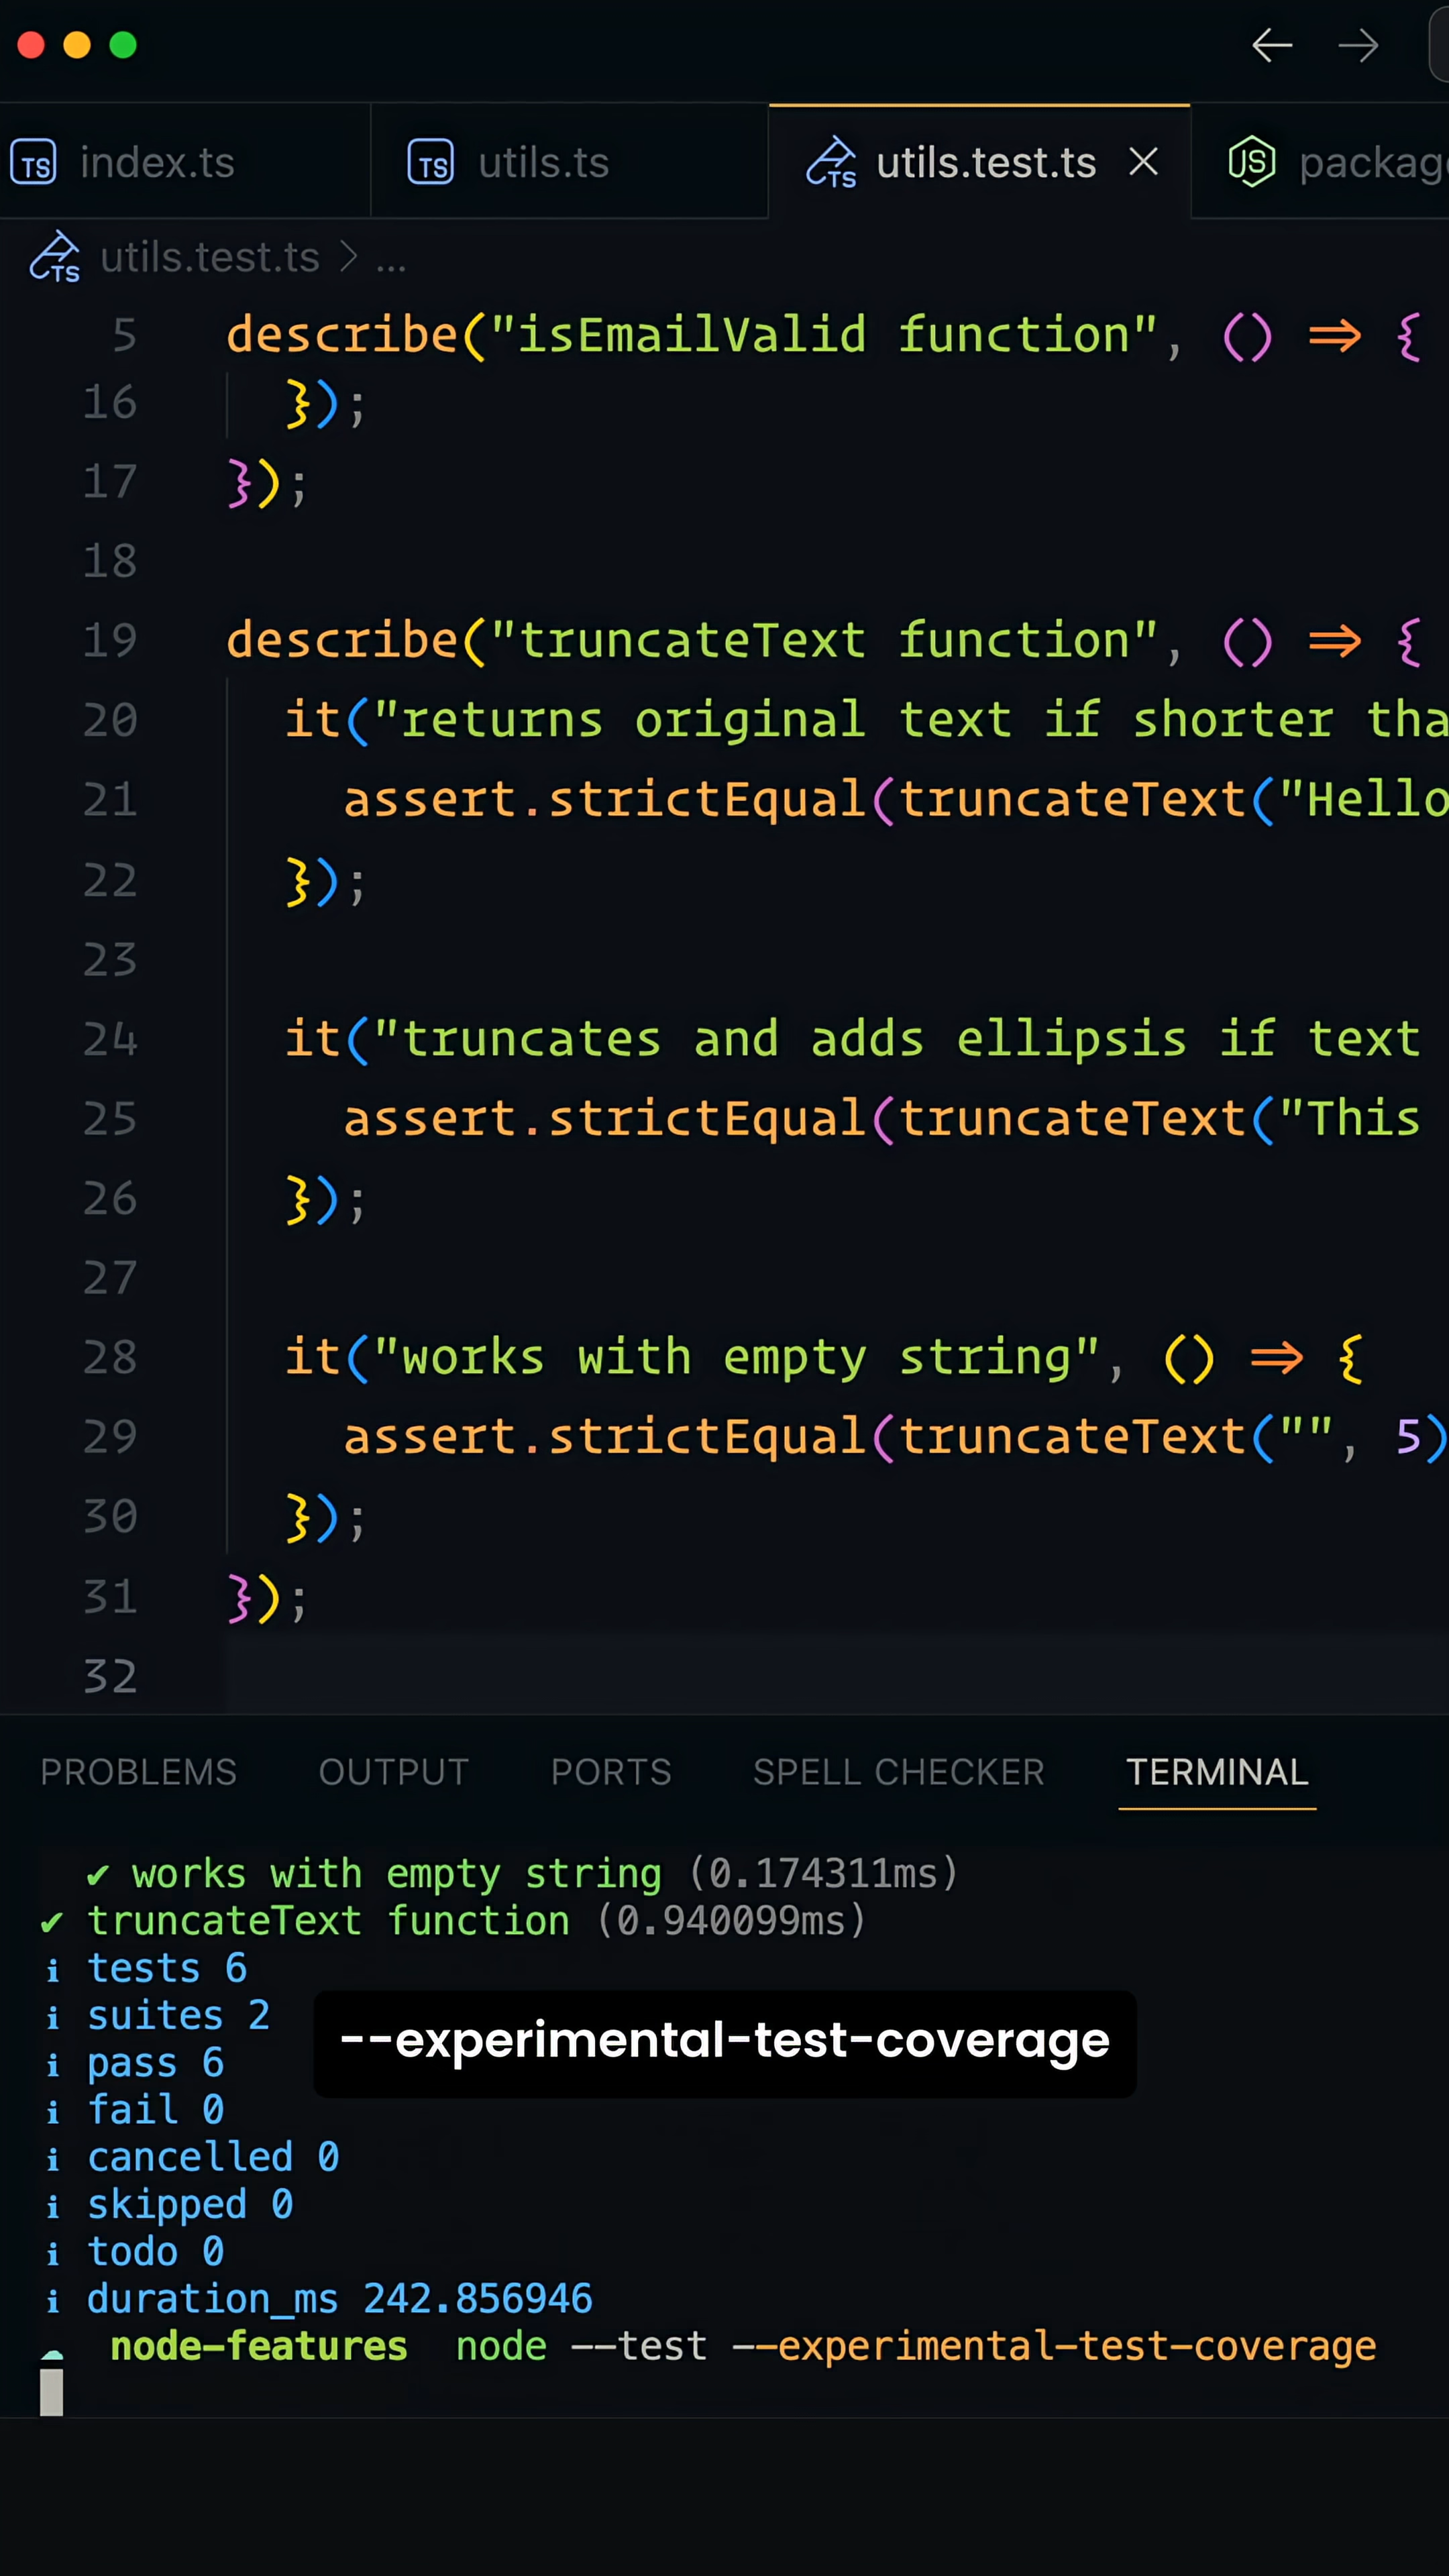 TS index.ts
TS utils.ts
TS utils.test.ts
JS
TS utils.test.ts > ...
5 describe("isEmailValid function", () => {
16 });
17 });
18
19 describe("truncateText function", () => {
20 it("returns original text if shorter
21 assert.strictEqual(truncateText("Hello
22 });
23
24 it("truncates and adds ellipsis if text
25 assert.strictEqual(truncateText("This
26 });
27
28 it("works with empty string", () => {
29 assert.strictEqual(truncateText("", 5)
30 });
31 });
32
PROBLEMS OUTPUT PORTS SPELL CHECKER TERMINAL
✔ works with empty string (0.174311ms)
✔ truncateText function (0.940099ms)
i tests 6
i suites 2
i pass 6
i fail 0
i cancelled 0
i skipped 0
i todo 0
i duration_ms 242.856946
--experimental-test-coverage
node-features node --test --experimental-test-coverage